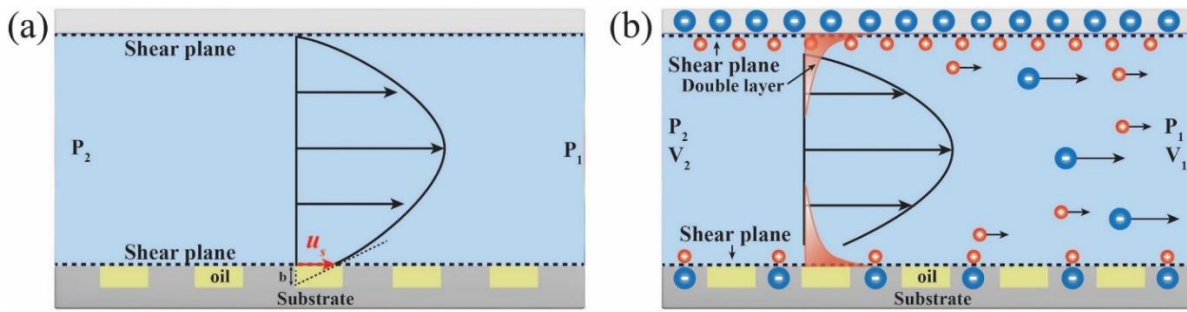 (a)
Shear plane
P₂
P₁
Shear plane
uₛ
b
oil
Substrate
(b)
Shear plane
Double layer
P₂
V₂
P₁
V₁
Shear plane
oil
Substrate